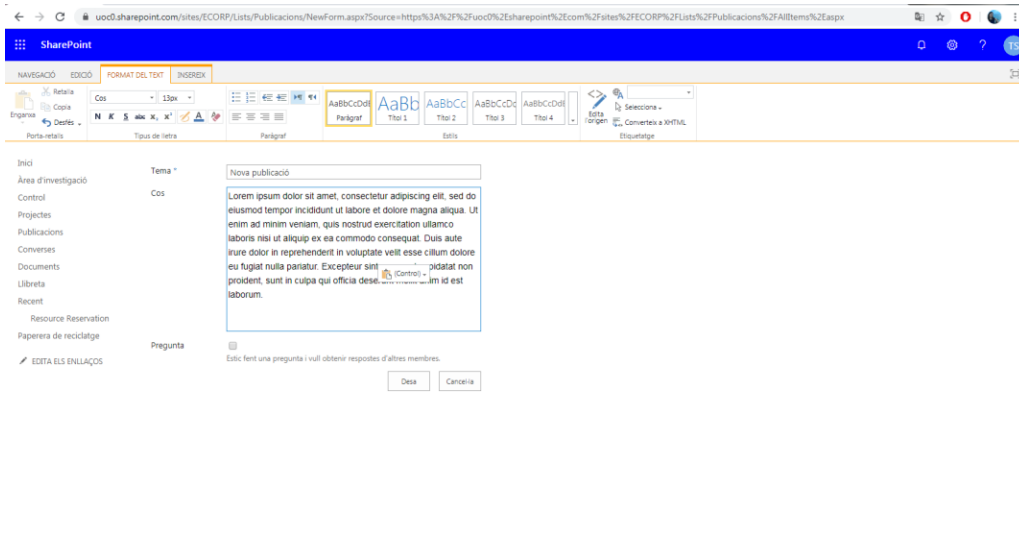 uoc0.sharepoint.com/sites/ECORP/Lists/Publicacions/NewForm.aspx?Source=https%3A%2F%2Fuoc0%2Esharepoint%2Ecom%2Fsites%2FECORP%2FLists%2FPublicacions%2FAllItems%2Easpx
SharePoint
? TS
NAVEGACIÓ EDICIÓ FORMAT DEL TEXT INSEREIX
Enganxa
Retalla
Copia
Desfés
Porta-retalls
Cos 13px
N K S abc x, x² A
Tipus de lletra
Paràgraf
AaBbCcDdE AaBb AaBbCc AaBbCcDc AaBbCcDdE
Paràgraf Títol 1 Títol 2 Títol 3 Títol 4
Estils
Edita l'origen
Selecciona
Converteix a XHTML
Etiquetatge
Inici
Àrea d'investigació
Control
Projectes
Publicacions
Converses
Documents
Llibreta
Recent
Resource Reservation
Paperera de reciclatge
EDITA ELS ENLLAÇOS
Tema *
Nova publicació
Cos
Lorem ipsum dolor sit amet, consectetur adipiscing elit, sed do
eiusmod tempor incididunt ut labore et dolore magna aliqua. Ut
enim ad minim veniam, quis nostrud exercitation ullamco
laboris nisi ut aliquip ex ea commodo consequat. Duis aute
irure dolor in reprehenderit in voluptate velit esse cillum dolore
eu fugiat nulla pariatur. Excepteur sint pidatat non
(Control)
proident, sunt in culpa qui officia dese im id est
laborum.
Pregunta
Estic fent una pregunta i vull obtenir respostes d'altres membres.
Desa Cancel·la